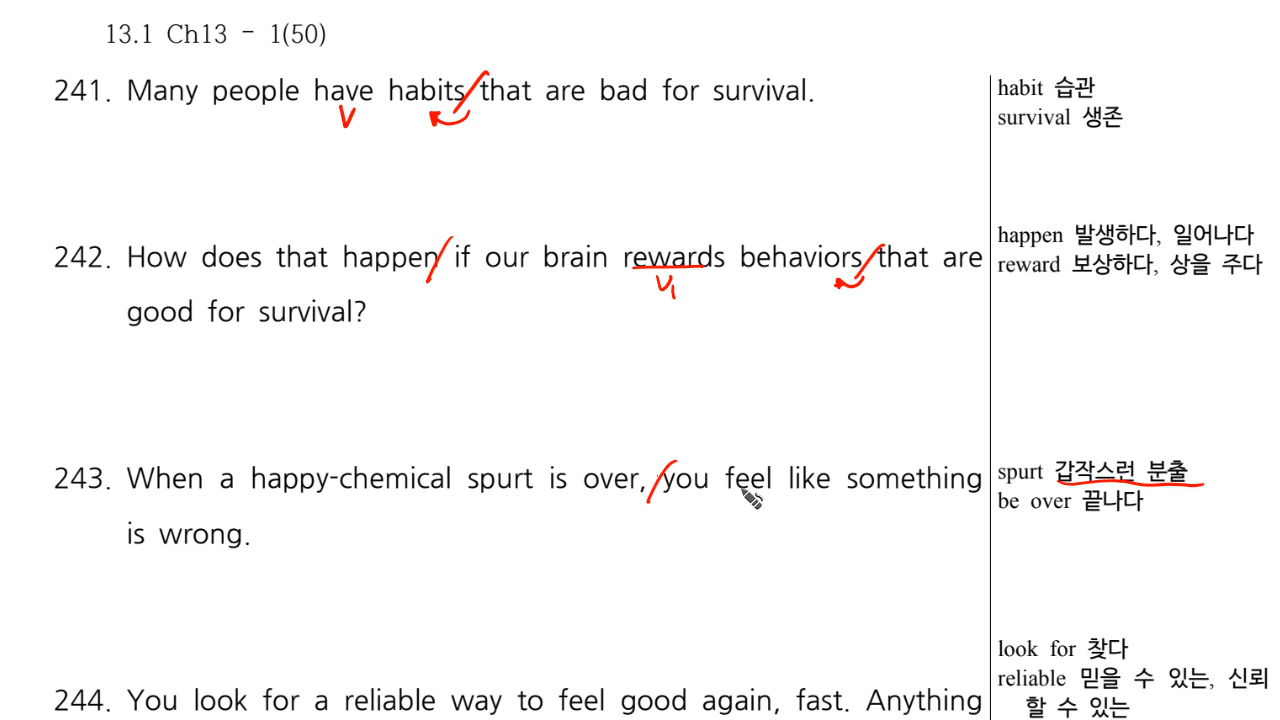 13.1 Ch13 - 1(50)
241. Many people have habits that are bad for survival.
V
habit 습관
survival 생존
242. How does that happen if our brain rewards behaviors that are
V1
good for survival?
happen 발생하다, 일어나다
reward 보상하다, 상을 주다
243. When a happy-chemical spurt is over, you feel like something
is wrong.
spurt 갑작스런 분출
be over 끝나다
244. You look for a reliable way to feel good again, fast. Anything
look for 찾다
reliable 믿을 수 있는, 신뢰
할 수 있는